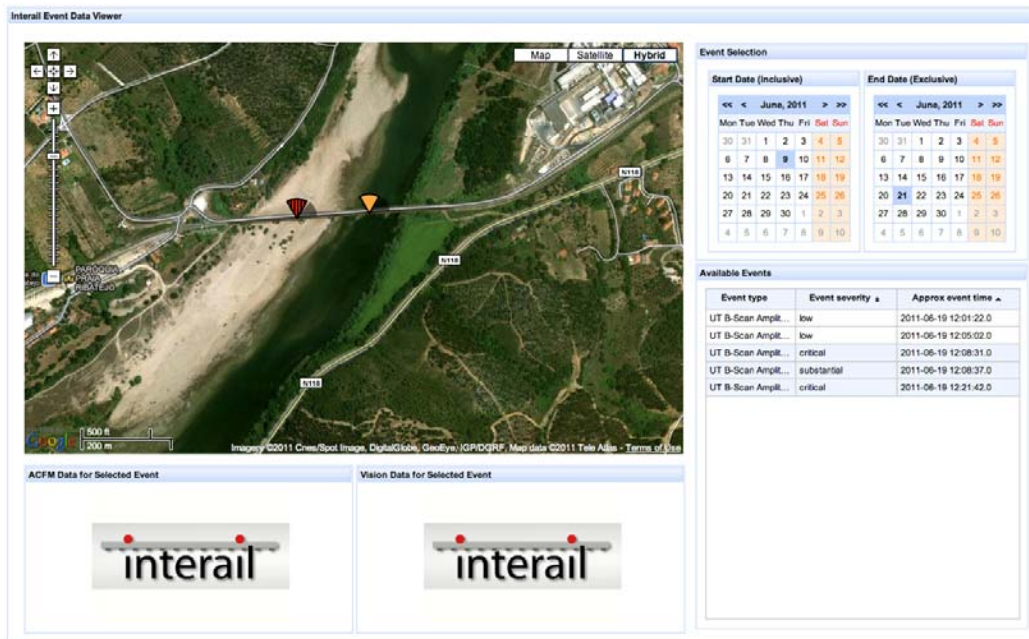 Interail Event Data Viewer
Map Satellite Hybrid
N118
N118
N118
PARÓQUIA
PRAIA
RIBATEJO
500 ft
200 m
Google
Imagery ©2011 Cnes/Spot Image, DigitalGlobe, GeoEye, IGP/DGRF, Map data ©2011 Tele Atlas - Terms of Use
Event Selection
Start Date (Inclusive)
<< < June, 2011 > >>
Mon Tue Wed Thu Fri Sat Sun
30 31 1 2 3 4 5
6 7 8 9 10 11 12
13 14 15 16 17 18 19
20 21 22 23 24 25 26
27 28 29 30 1 2 3
4 5 6 7 8 9 10
End Date (Exclusive)
<< < June, 2011 > >>
Mon Tue Wed Thu Fri Sat Sun
30 31 1 2 3 4 5
6 7 8 9 10 11 12
13 14 15 16 17 18 19
20 21 22 23 24 25 26
27 28 29 30 1 2 3
4 5 6 7 8 9 10
Available Events
Event type Event severity Approx event time
UT B-Scan Amplit... low 2011-06-19 12:01:22.0
UT B-Scan Amplit... low 2011-06-19 12:05:02.0
UT B-Scan Amplit... critical 2011-06-19 12:08:31.0
UT B-Scan Amplit... substantial 2011-06-19 12:08:37.0
UT B-Scan Amplit... critical 2011-06-19 12:21:42.0
ACFM Data for Selected Event
interail
Vision Data for Selected Event
interail